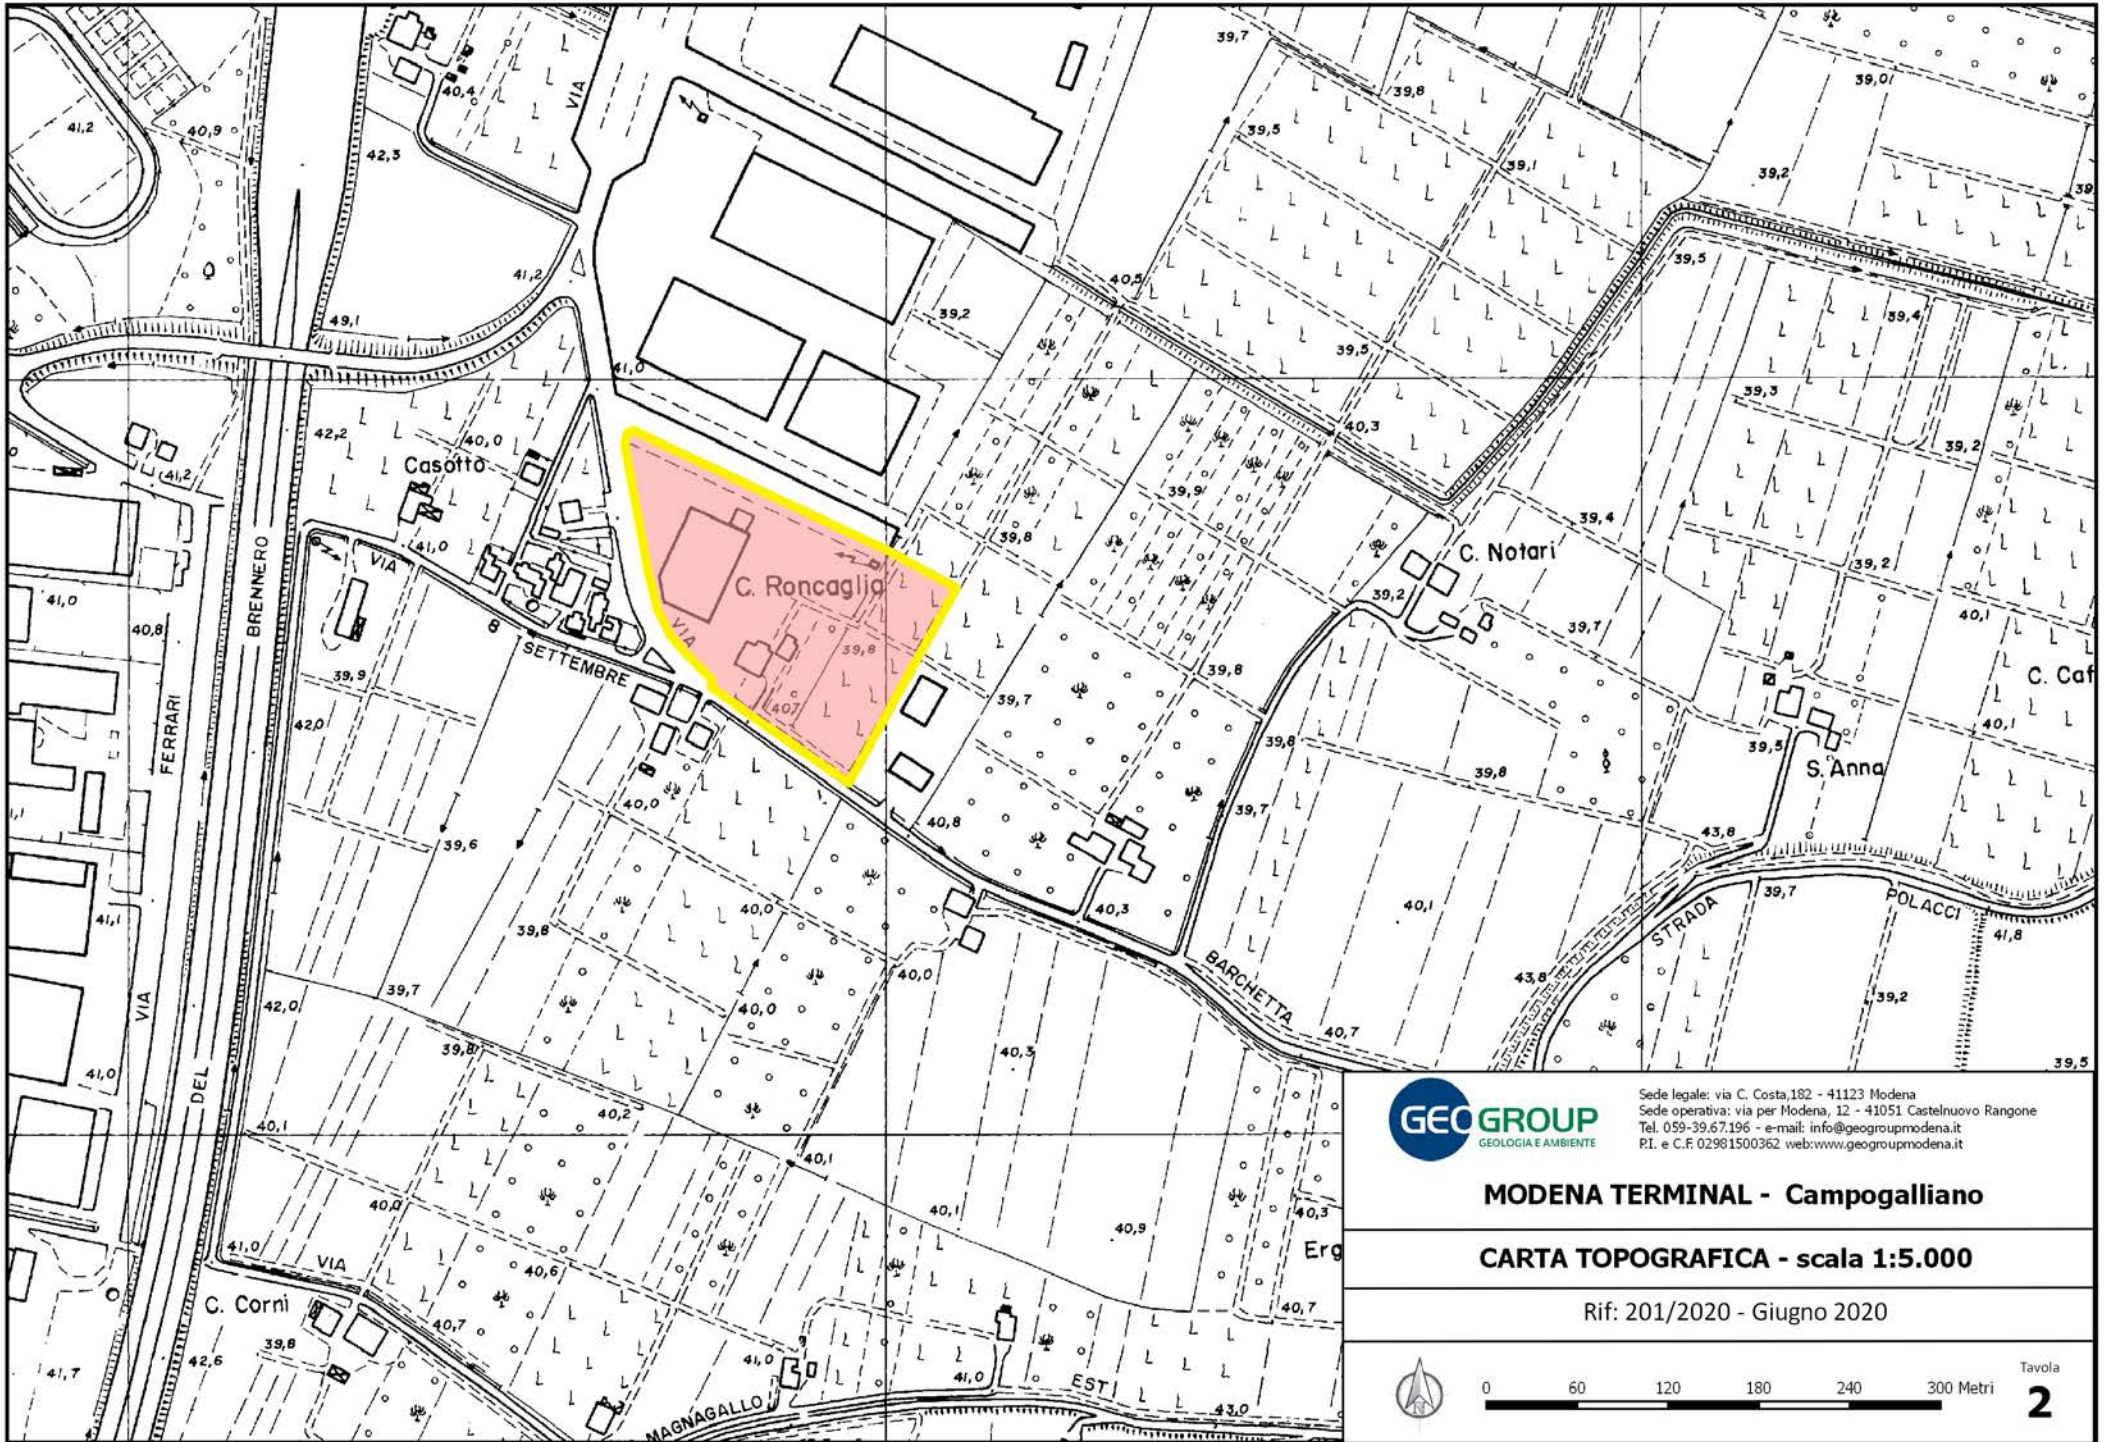 39,7
39,0
40,4
VIA
39,8
41,2
40,9
42,3
39,5
39,1
39,2
39
41,2
40,5
39,5
49,1
39,2
39,4
39,5
41,0
39,3
42,2
40,0
40,3
39,2
Casotto
41,2
39,9
39,4
39,8
VIA
41,0
C. Notari
BRENNERO
C. Roncaglia
39,2
39,2
41,0
40,8
VIA
39,7
40,1
8 SETTEMBRE
39,8
39,8
C. Caf
39,9
39,7
FERRARI
42,0
40,7
39,8
40,1
39,5
S. Anna
39,8
40,0
39,7
40,8
43,8
39,6
39,7
POLACCI
41,1
40,0
40,3
40,1
STRADA
41,8
39,8
BARCHETTA
40,0
43,8
39,7
39,2
VIA
42,0
40,0
40,7
39,8
40,3
39,5
41,0
DEL
40,2
40,1
40,1
40,0
40,1
40,9
40,3
41,0
VIA
Erg
40,6
C. Corni
40,7
40,7
39,8
42,6
41,0
41,7
41,0
EST
43,0
MAGNAGALLO
GEOGROUP
GEOLOGIA E AMBIENTE
Sede legale: via C. Costa,182 - 41123 Modena
Sede operativa: via per Modena, 12 - 41051 Castelnuovo Rangone
Tel. 059-39.67.196 - e-mail: info@geogroupmodena.it
P.I. e C.F. 02981500362 web:www.geogroupmodena.it
MODENA TERMINAL - Campogalliano
CARTA TOPOGRAFICA - scala 1:5.000
Rif: 201/2020 - Giugno 2020
N
0 60 120 180 240 300 Metri
Tavola
2